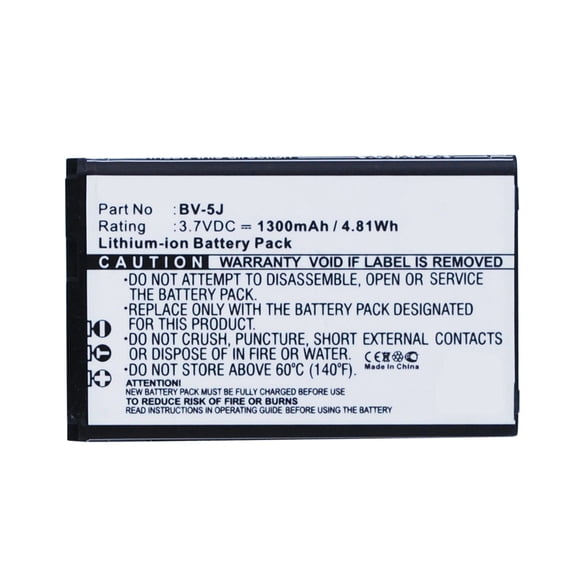 Part No : BV-5J
Rating : 3.7VDC ⎓ 1300mAh / 4.81Wh
Lithium-ion Battery Pack
CAUTION WARRANTY VOID IF LABEL IS REMOVED
•DO NOT ATTEMPT TO DISASSEMBLE, OPEN OR SERVICE
THE BATTERY PACK.
•REPLACE ONLY WITH THE BATTERY PACK DESIGNATED
FOR THIS PRODUCT.
•DO NOT CRUSH, PUNCTURE, SHORT EXTERNAL CONTACTS
OR DISPOSE OF IN FIRE OR WATER.
•DO NOT STORE ABOVE 60°C (140°F).
CE
Made in China
ATTENTION!
NEW BATTERY PACK MUST BE FULLY CHARGED BEFORE USE
TO REDUCE RISK OF FIRE OR BURNS
READ INSTRUCTIONS IN OPERATING GUIDE BEFORE USING THE BATTERY